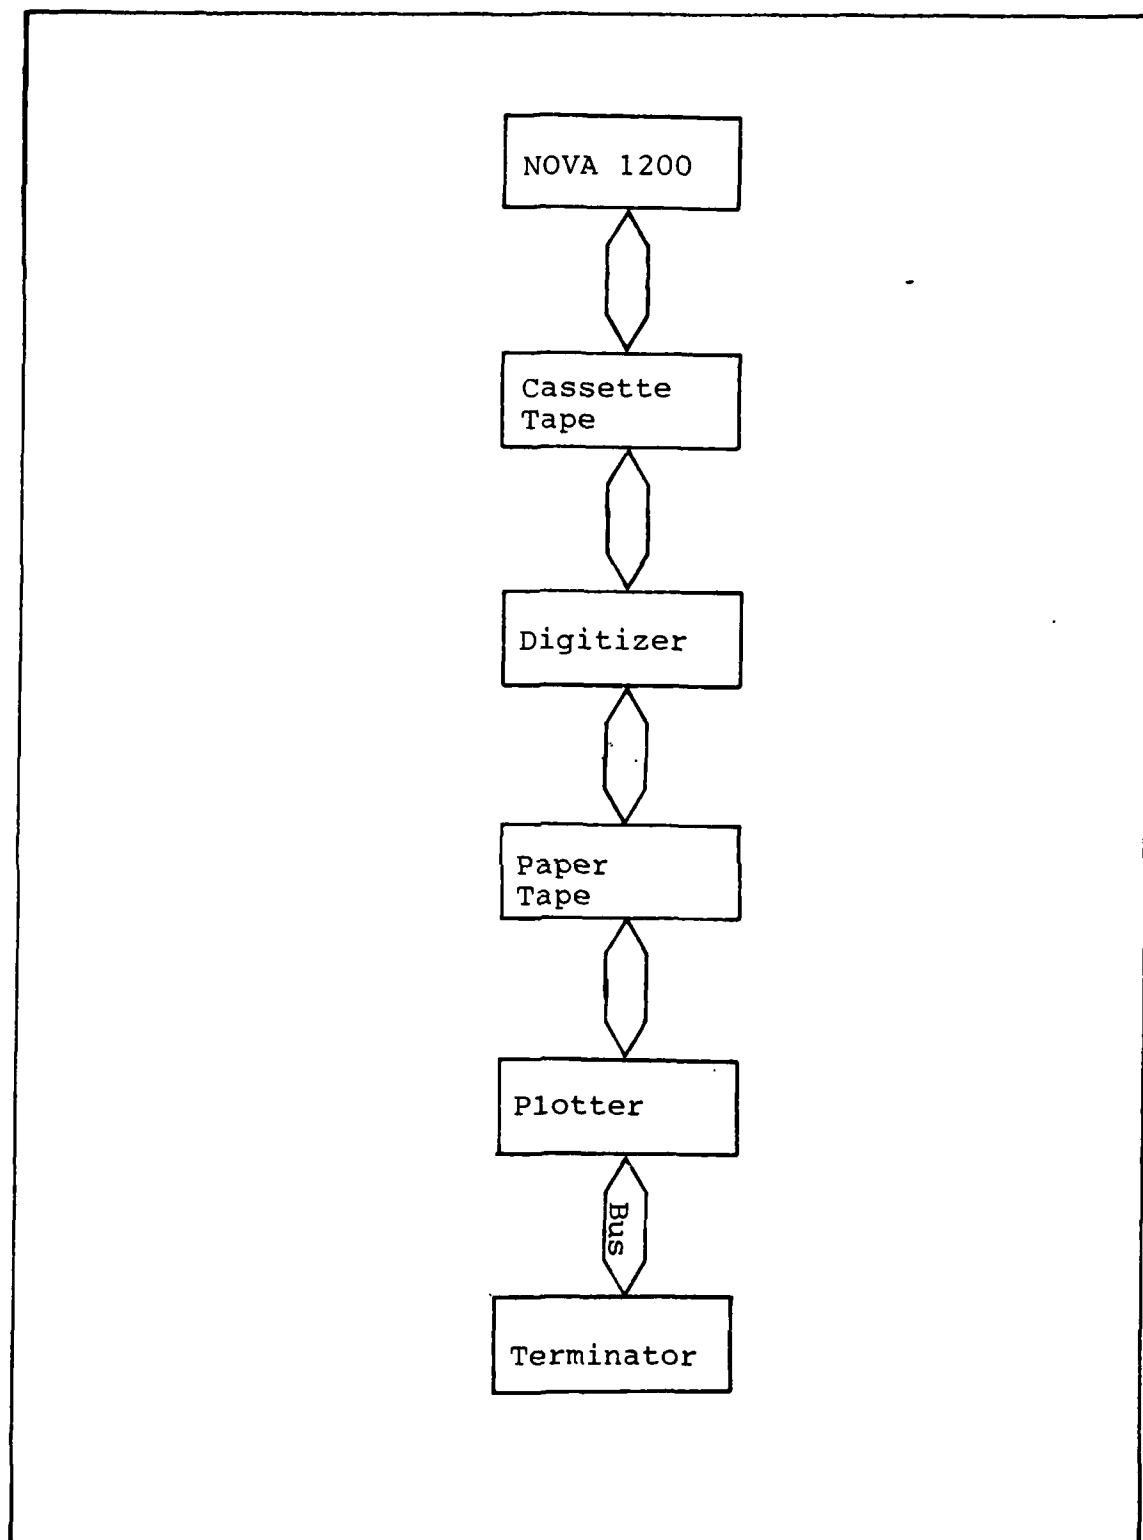 NOVA 1200
Cassette
Tape
Digitizer
Paper
Tape
Plotter
Bus
Terminator